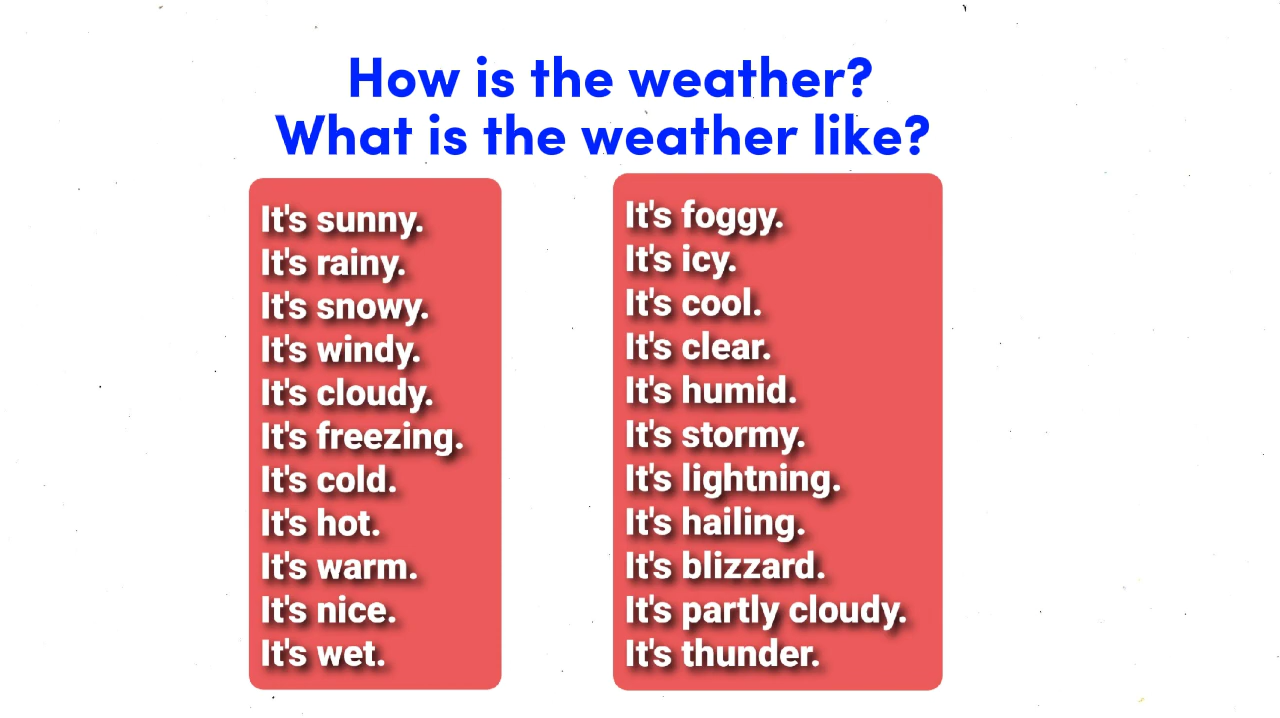 How is the weather?
What is the weather like?
It's sunny.
It's rainy.
It's snowy.
It's windy.
It's cloudy.
It's freezing.
It's cold.
It's hot.
It's warm.
It's nice.
It's wet.
It's foggy.
It's icy.
It's cool.
It's clear.
It's humid.
It's stormy.
It's lightning.
It's hailing.
It's blizzard.
It's partly cloudy.
It's thunder.